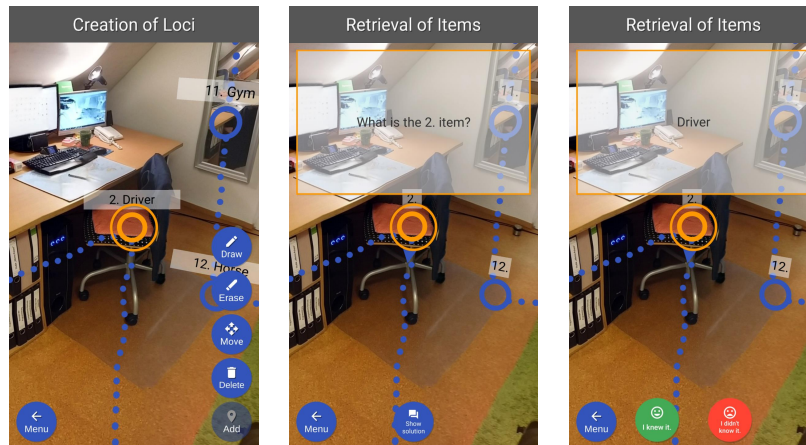 Creation of Loci
11. Gym
2. Driver
Draw
12. Horse
Erase
Move
Delete
Menu
Add
Retrieval of Items
11.
What is the 2. item?
2.
12.
Menu
Show
solution
Retrieval of Items
11.
Driver
2.
12.
Menu
I knew it.
I didn't
know it.